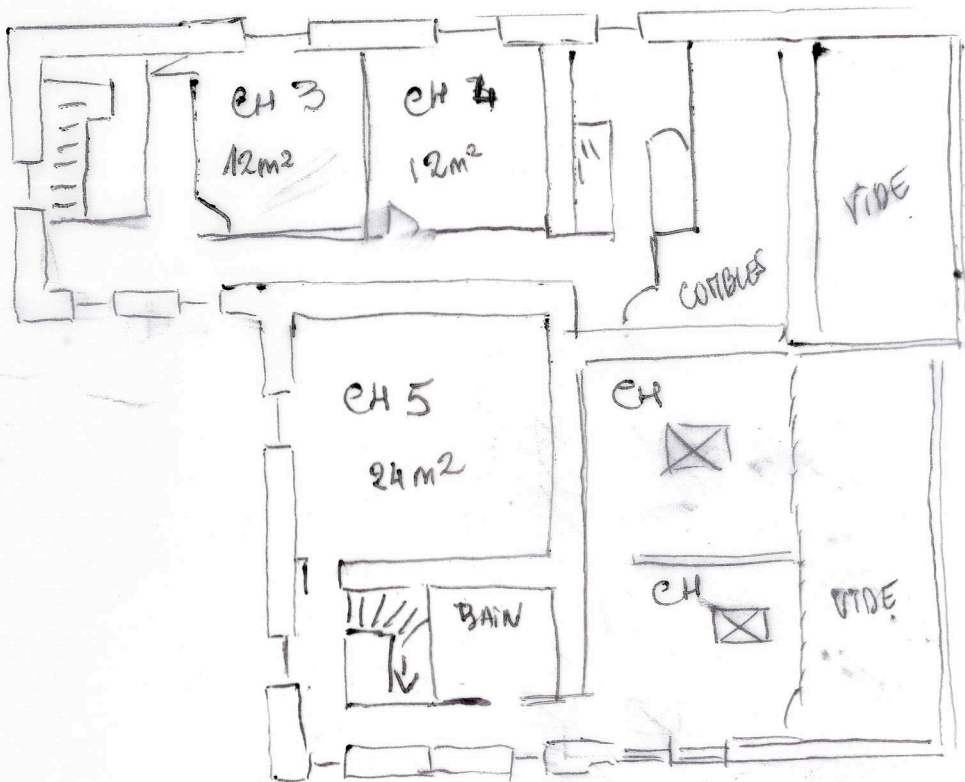 CH 3
12m²
CH 4
12m²
VIDE
COMBLES
CH 5
24m²
CH
CH
BAIN
VIDE